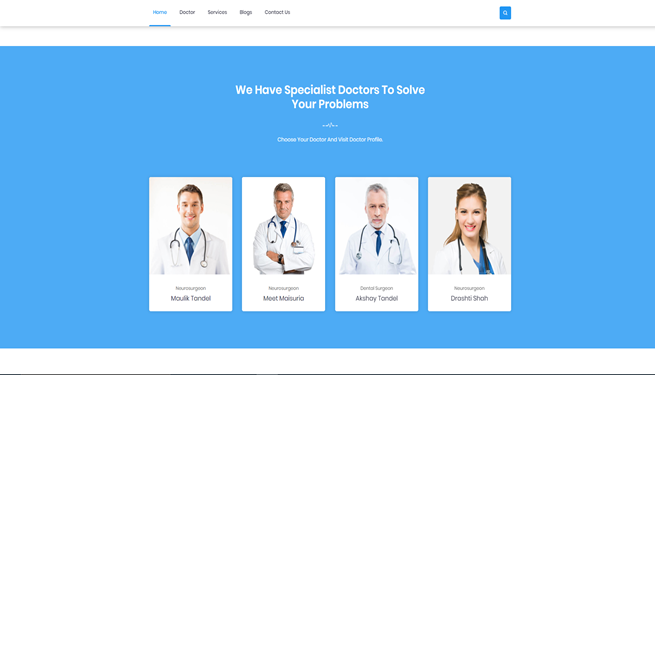 Home Doctor Services Blogs Contact Us
We Have Specialist Doctors To Solve
Your Problems
Choose Your Doctor And Visit Doctor Profile.
Neurosurgeon
Maulik Tandel
Neurosurgeon
Meet Maisuria
Dental Surgeon
Akshay Tandel
Neurosurgeon
Drashti Shah